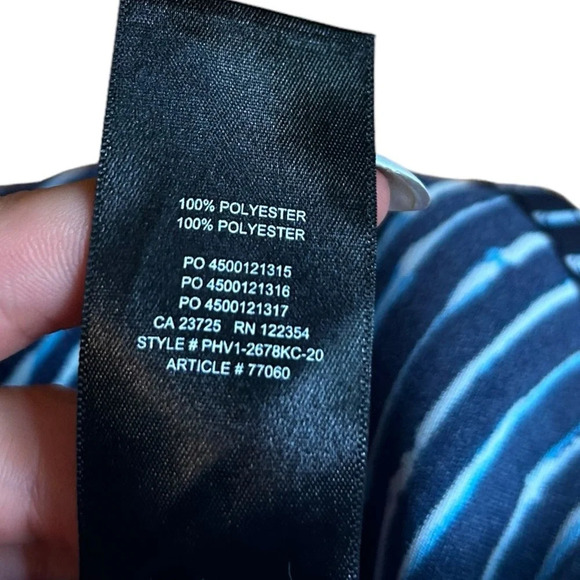 100% POLYESTER
100% POLYESTER
PO 4500121315
PO 4500121316
PO 4500121317
CA 23725 RN 122354
STYLE # PHV1-2678KC-20
ARTICLE # 77060